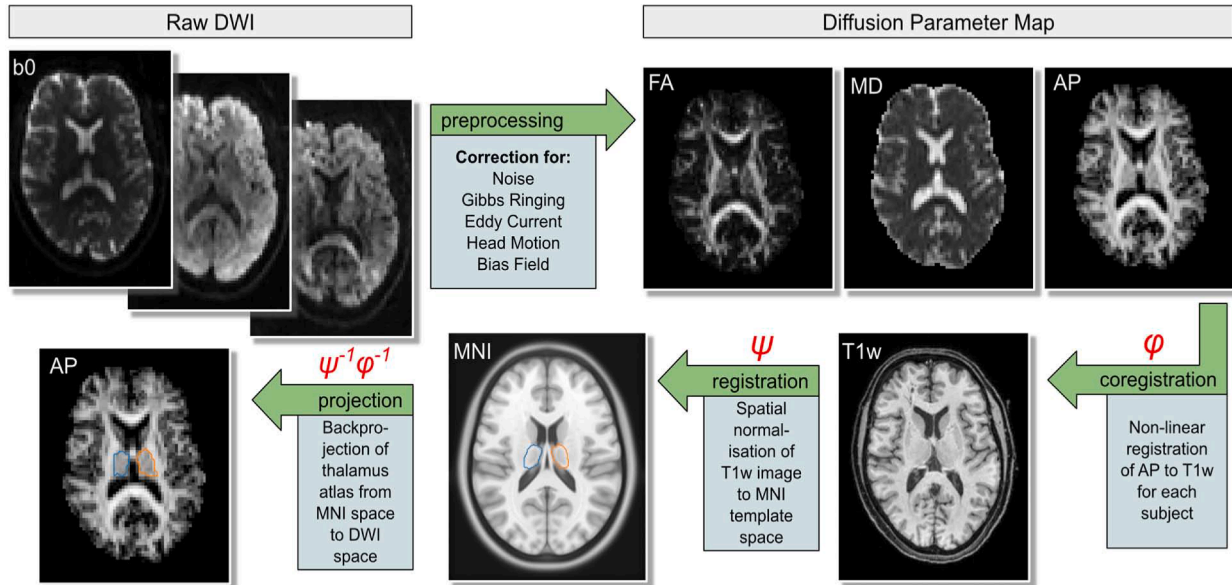 Raw DWI
Diffusion Parameter Map
b0
preprocessing
Correction for:
Noise
Gibbs Ringing
Eddy Current
Head Motion
Bias Field
FA
MD
AP
φ
coregistration
Non-linear
registration
of AP to T1w
for each
subject
T1w
ψ
registration
Spatial
normal-
isation of
T1w image
to MNI
template
space
MNI
ψ⁻¹φ⁻¹
projection
Backpro-
jection of
thalamus
atlas from
MNI space
to DWI
space
AP